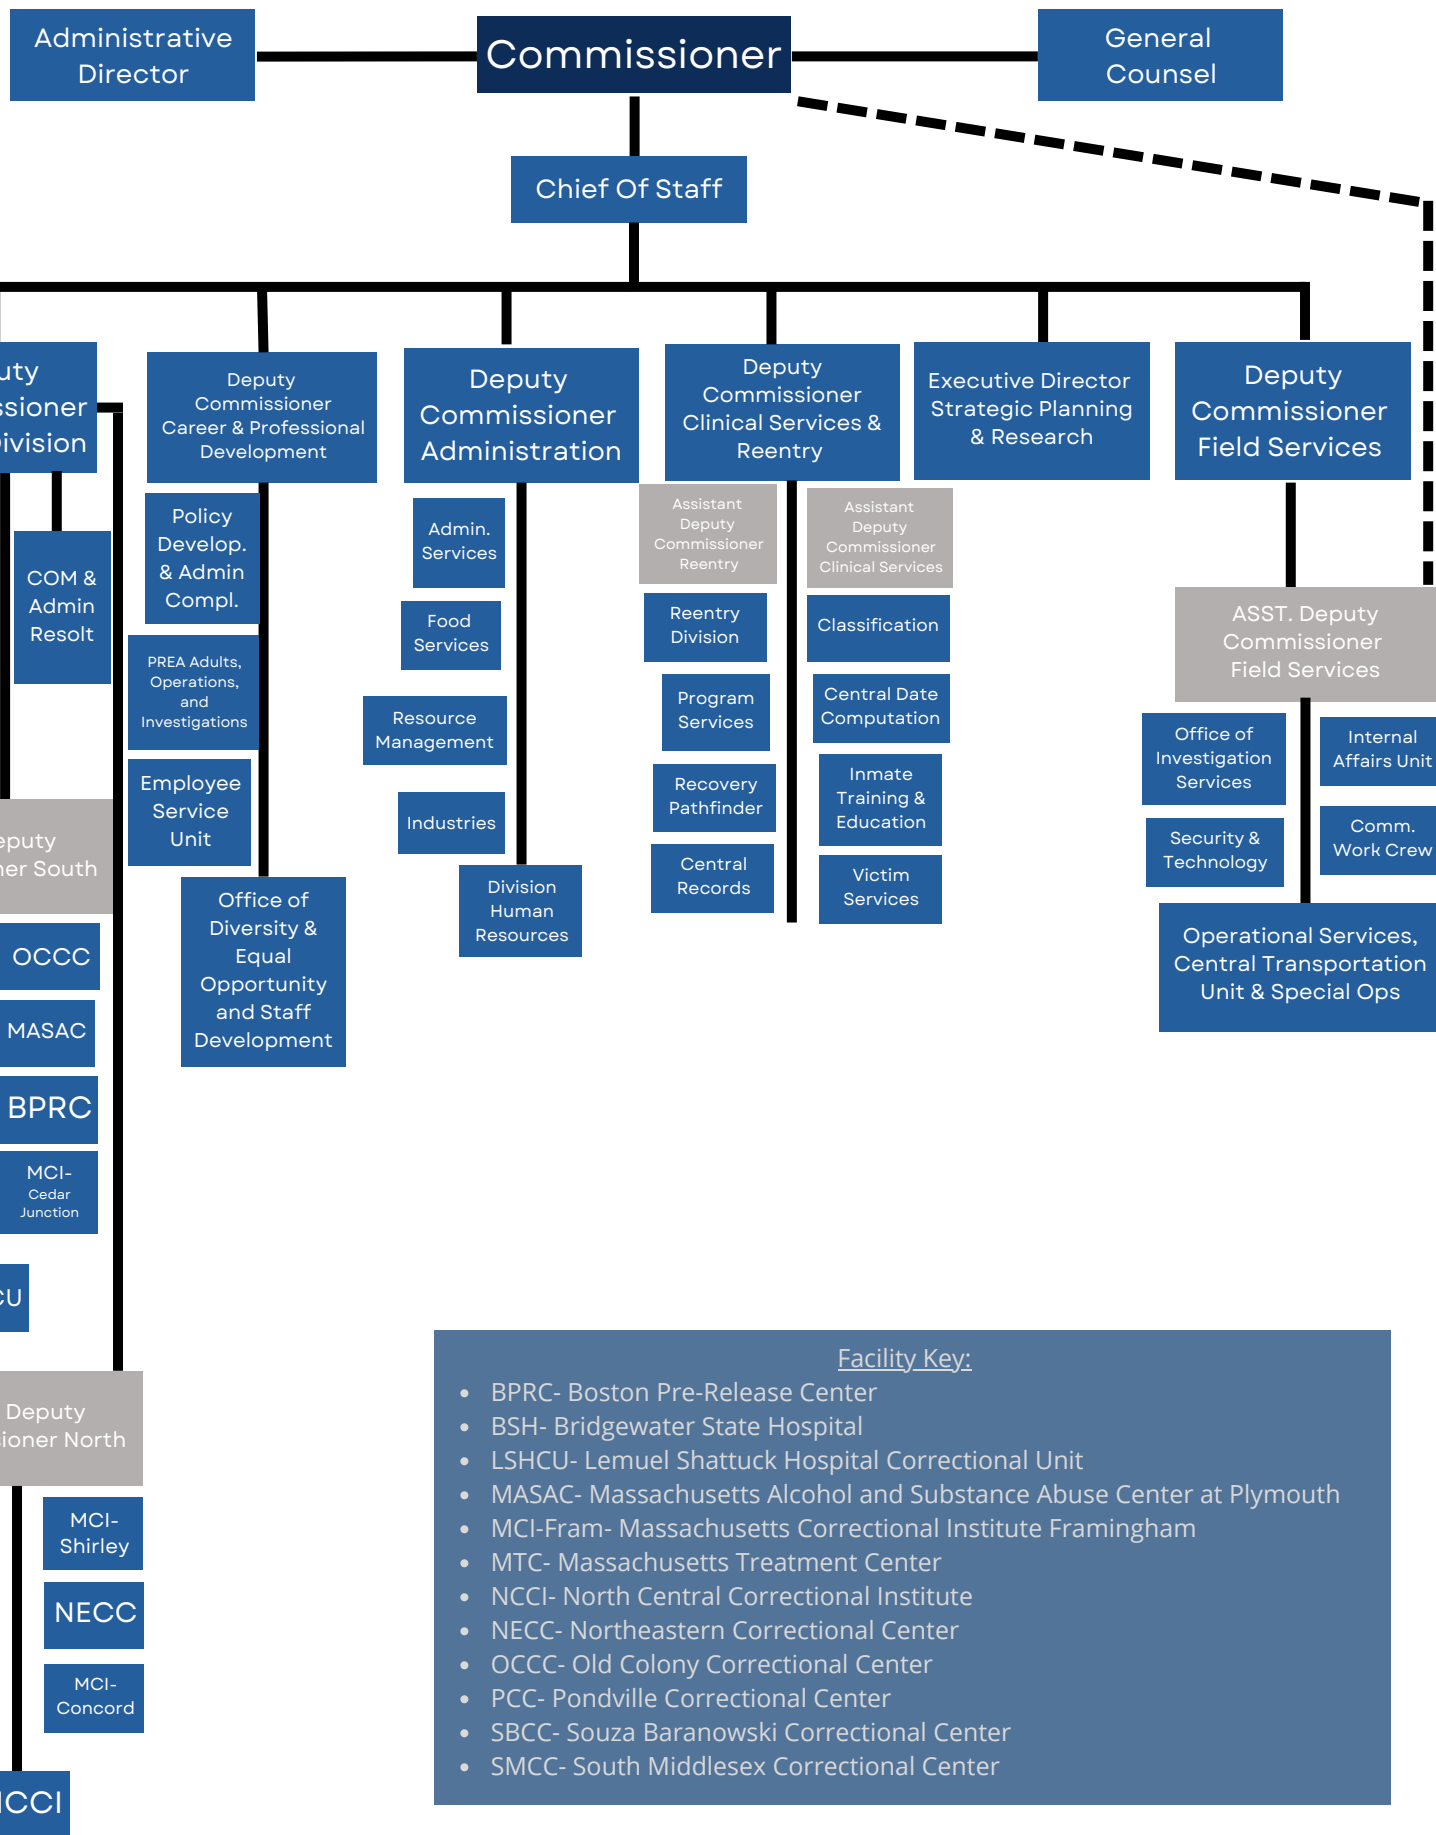 Administrative
Director
Commissioner
General
Counsel
Chief Of Staff
Deputy
Commissioner
Career & Professional
Development
Deputy
Commissioner
Administration
Deputy
Commissioner
Clinical Services &
Reentry
Executive Director
Strategic Planning
& Research
Deputy
Commissioner
Field Services
COM &
Admin
Resolt
Policy
Develop.
& Admin
Compl.
PREA Adults,
Operations,
and
Investigations
Employee
Service
Unit
Office of
Diversity &
Equal
Opportunity
and Staff
Development
Admin.
Services
Food
Services
Resource
Management
Industries
Division
Human
Resources
Assistant
Deputy
Commissioner
Reentry
Reentry
Division
Program
Services
Recovery
Pathfinder
Central
Records
Assistant
Deputy
Commissioner
Clinical Services
Classification
Central Date
Computation
Inmate
Training &
Education
Victim
Services
ASST. Deputy
Commissioner
Field Services
Office of
Investigation
Services
Internal
Affairs Unit
Security &
Technology
Comm.
Work Crew
Operational Services,
Central Transportation
Unit & Special Ops
South
OCCC
MASAC
BPRC
MCI-
Cedar
Junction
Deputy
North
MCI-
Shirley
NECC
MCI-
Concord
Facility Key:
• BPRC- Boston Pre-Release Center
• BSH- Bridgewater State Hospital
• LSHCU- Lemuel Shattuck Hospital Correctional Unit
• MASAC- Massachusetts Alcohol and Substance Abuse Center at Plymouth
• MCI-Fram- Massachusetts Correctional Institute Framingham
• MTC- Massachusetts Treatment Center
• NCCI- North Central Correctional Institute
• NECC- Northeastern Correctional Center
• OCCC- Old Colony Correctional Center
• PCC- Pondville Correctional Center
• SBCC- Souza Baranowski Correctional Center
• SMCC- South Middlesex Correctional Center